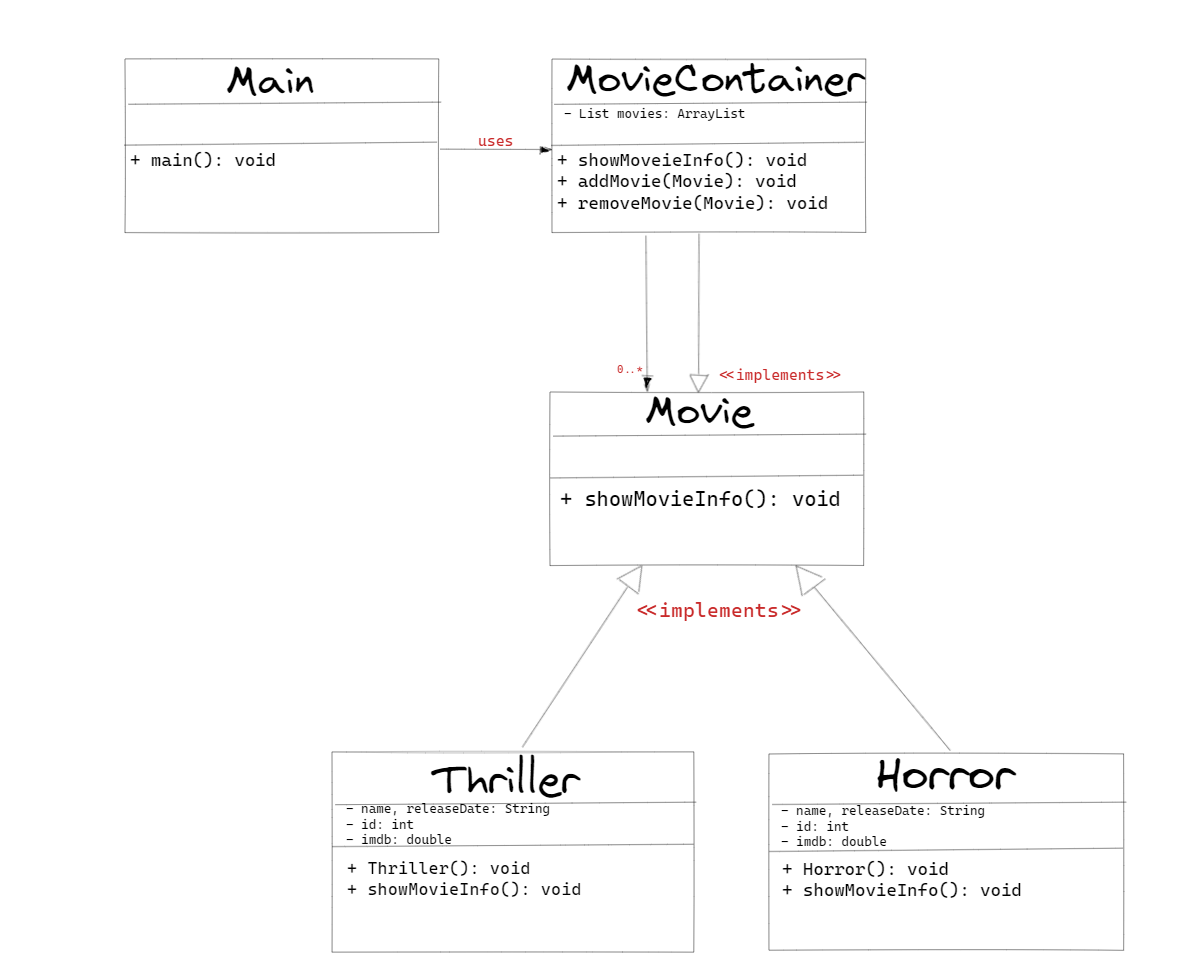 Main
+ main(): void
uses
MovieContainer
- List movies: ArrayList
+ showMoveieInfo(): void
+ addMovie(Movie): void
+ removeMovie(Movie): void
0..*
<<implements>>
Movie
+ showMovieInfo(): void
<<implements>>
Thriller
- name, releaseDate: String
- id: int
- imdb: double
+ Thriller(): void
+ showMovieInfo(): void
Horror
- name, releaseDate: String
- id: int
- imdb: double
+ Horror(): void
+ showMovieInfo(): void